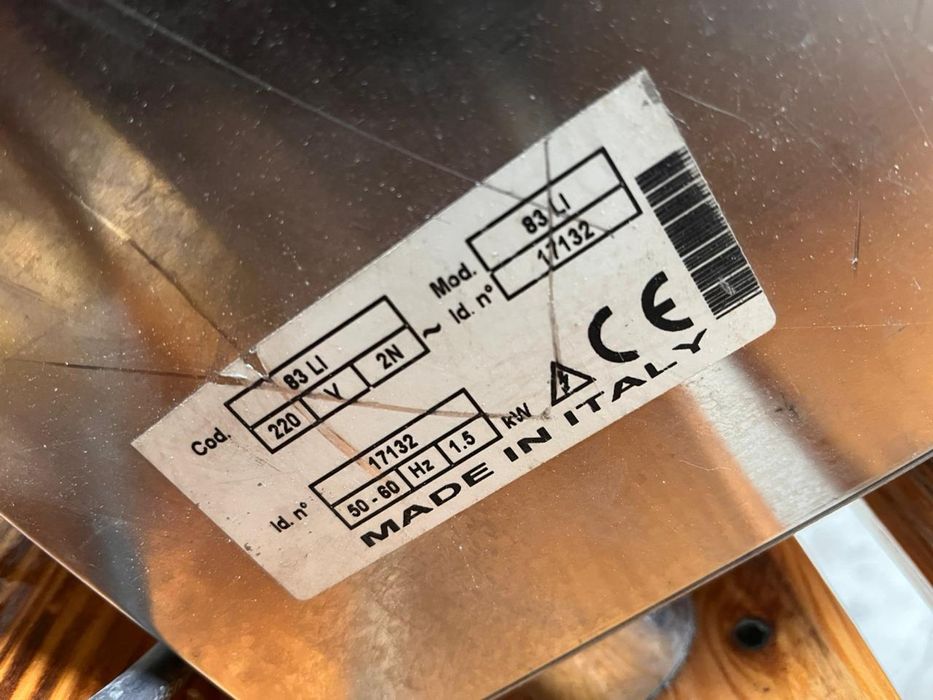 Mod. 83 LI
Id. n° 17132
Cod. 83 LI
220 V 2N ~
Id. n° 17132
50 - 60 Hz 1.5 kW
CE
MADE IN ITALY